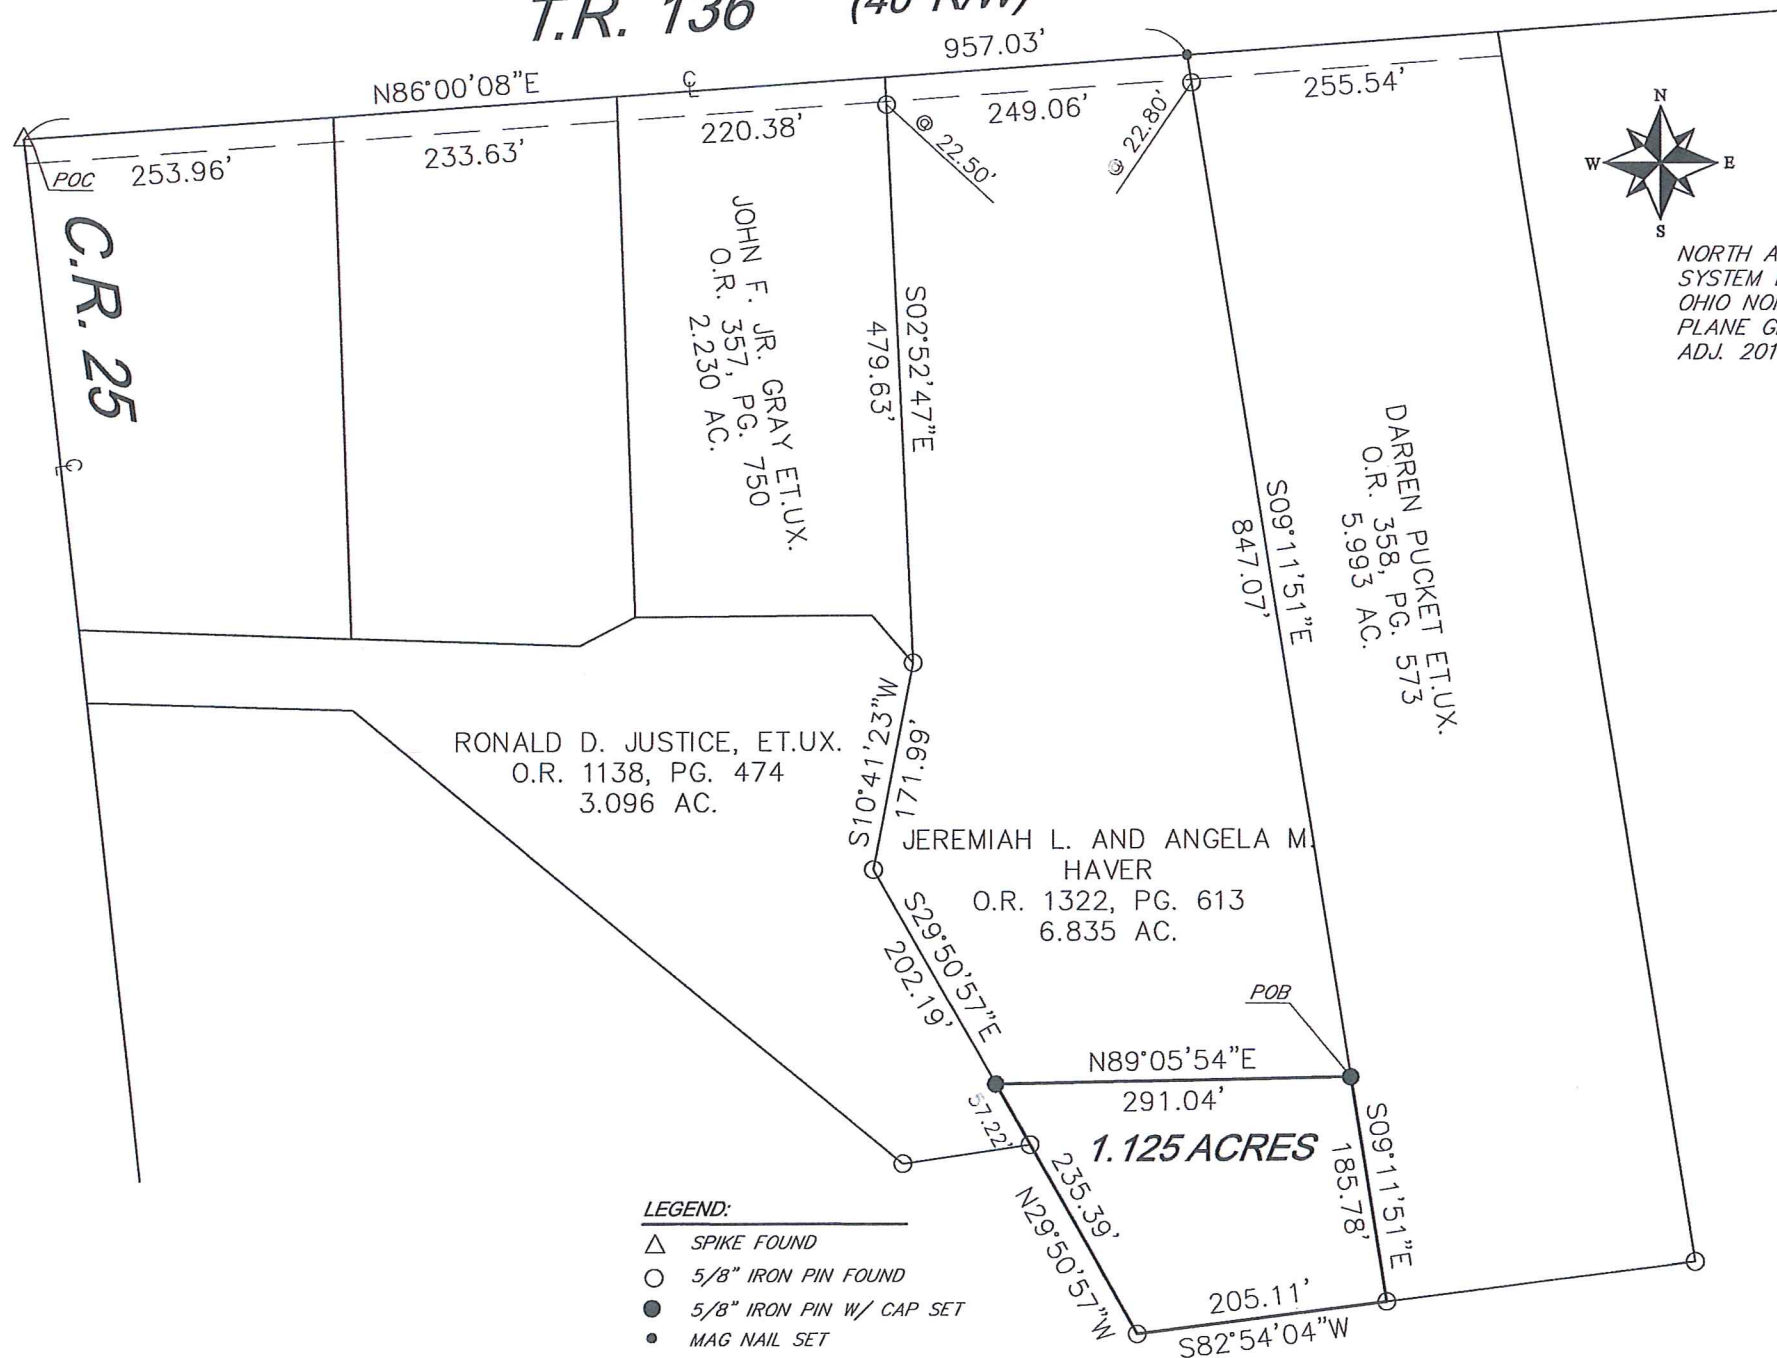 T.R. 136 (40' R/W)
957.03'
N86°00'08"E
℄
253.96'
233.63'
220.38'
249.06'
255.54'
@ 22.50'
@ 22.80'
POC
C.R. 25
℄
N
W E
S
NORTH
SYSTEM
OHIO
PLANE
ADJ.
JOHN F. JR. GRAY ET.UX.
O.R. 357, PG. 750
2.230 AC.
S02°52'47"E
479.63'
S09°11'51"E
847.07'
DARREN PUCKET ET.UX.
O.R. 358, PG. 573
5.993 AC.
RONALD D. JUSTICE, ET.UX.
O.R. 1138, PG. 474
3.096 AC.
S10°41'23"W
171.99'
JEREMIAH L. AND ANGELA M.
HAVER
O.R. 1322, PG. 613
6.835 AC.
S29°50'57"E
202.19'
POB
N89°05'54"E
291.04'
57.22'
1.125 ACRES
235.39'
N29°50'57"W
S09°11'51"E
185.78'
205.11'
S82°54'04"W
LEGEND:
SPIKE FOUND
5/8" IRON PIN FOUND
5/8" IRON PIN W/ CAP SET
MAG NAIL SET